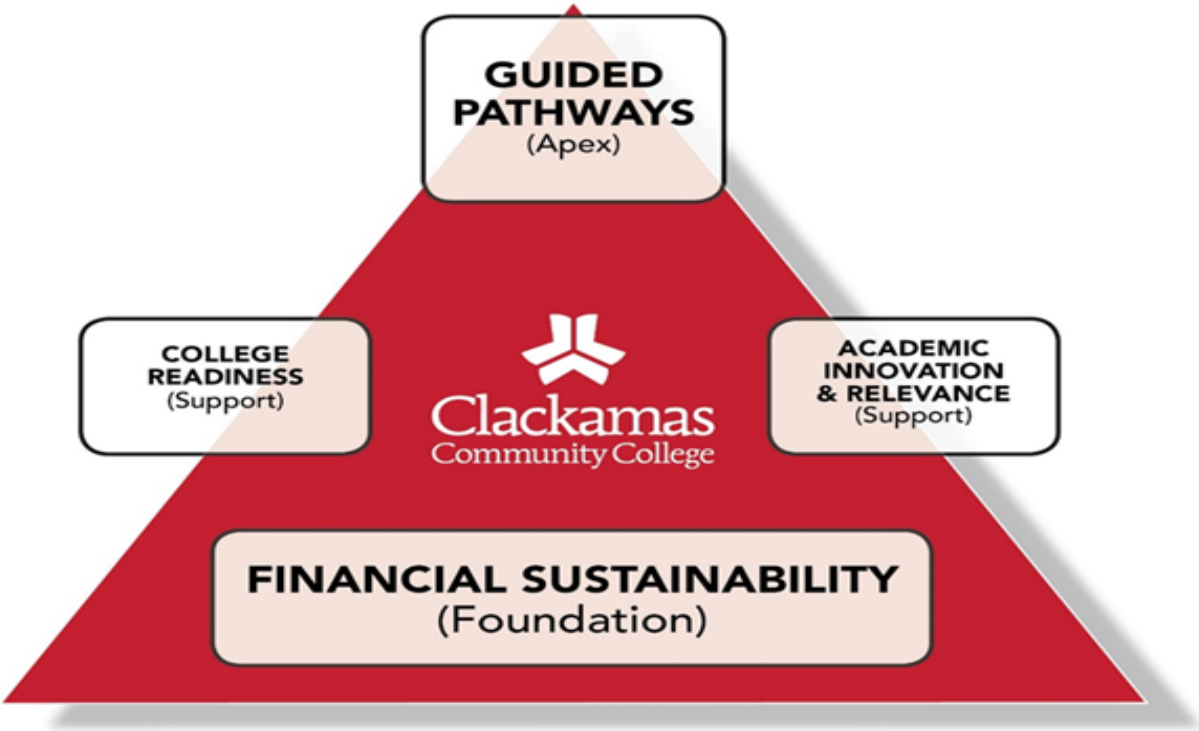 GUIDED
PATHWAYS
(Apex)
COLLEGE
READINESS
(Support)
ACADEMIC
INNOVATION
& RELEVANCE
(Support)
Clackamas
Community College
FINANCIAL SUSTAINABILITY
(Foundation)